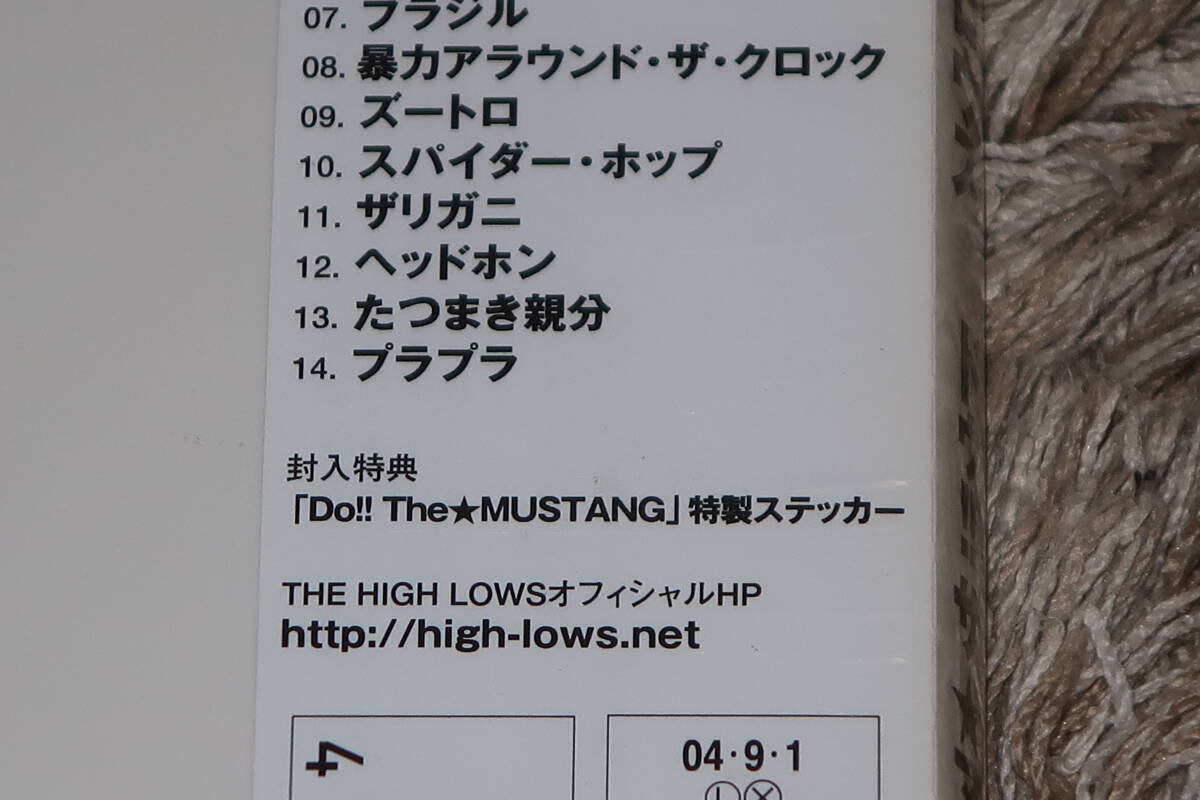 07. ブラジル
08. 暴力アラウンド・ザ・クロック
09. ズートロ
10. スパイダー・ホップ
11. ザリガニ
12. ヘッドホン
13. たつまき親分
14. プラプラ
封入特典
「Do!! The★MUSTANG」特製ステッカー
THE HIGH LOWSオフィシャルHP
http://high-lows.net
4
04・9・1
Ⓛ Ⓧ